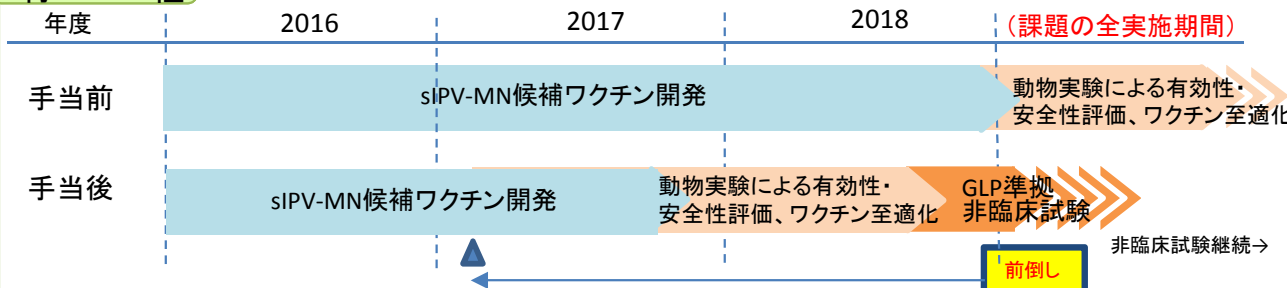 年度
2016
2017
2018
(課題の全実施期間)
手当前
sIPV-MN候補ワクチン開発
動物実験による有効性・
安全性評価、ワクチン至適化
手当後
sIPV-MN候補ワクチン開発
動物実験による有効性・
安全性評価、ワクチン至適化
GLP準拠
非臨床試験
非臨床試験継続→
前倒し